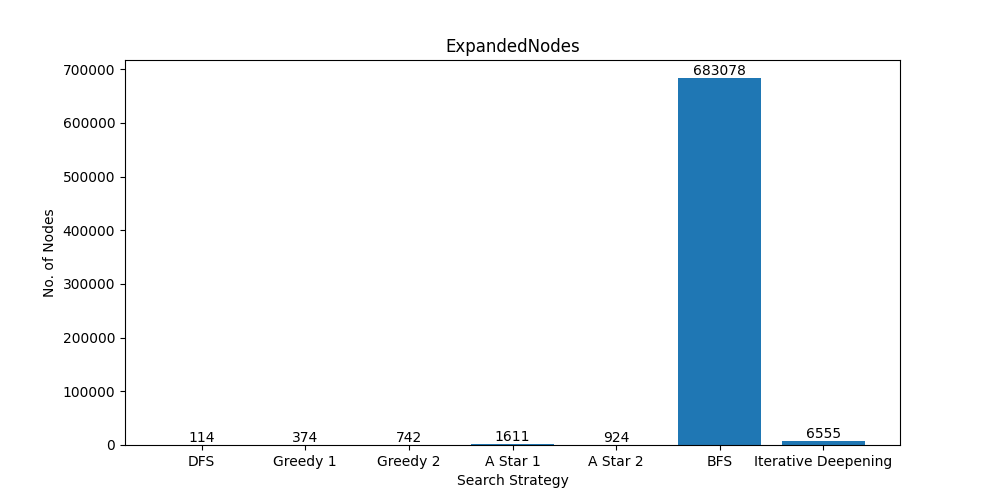 ExpandedNodes
No. of Nodes
700000
600000
500000
400000
300000
200000
100000
0
114
374
742
1611
924
683078
6555
DFS
Greedy 1
Greedy 2
A Star 1
A Star 2
BFS
Iterative Deepening
Search Strategy